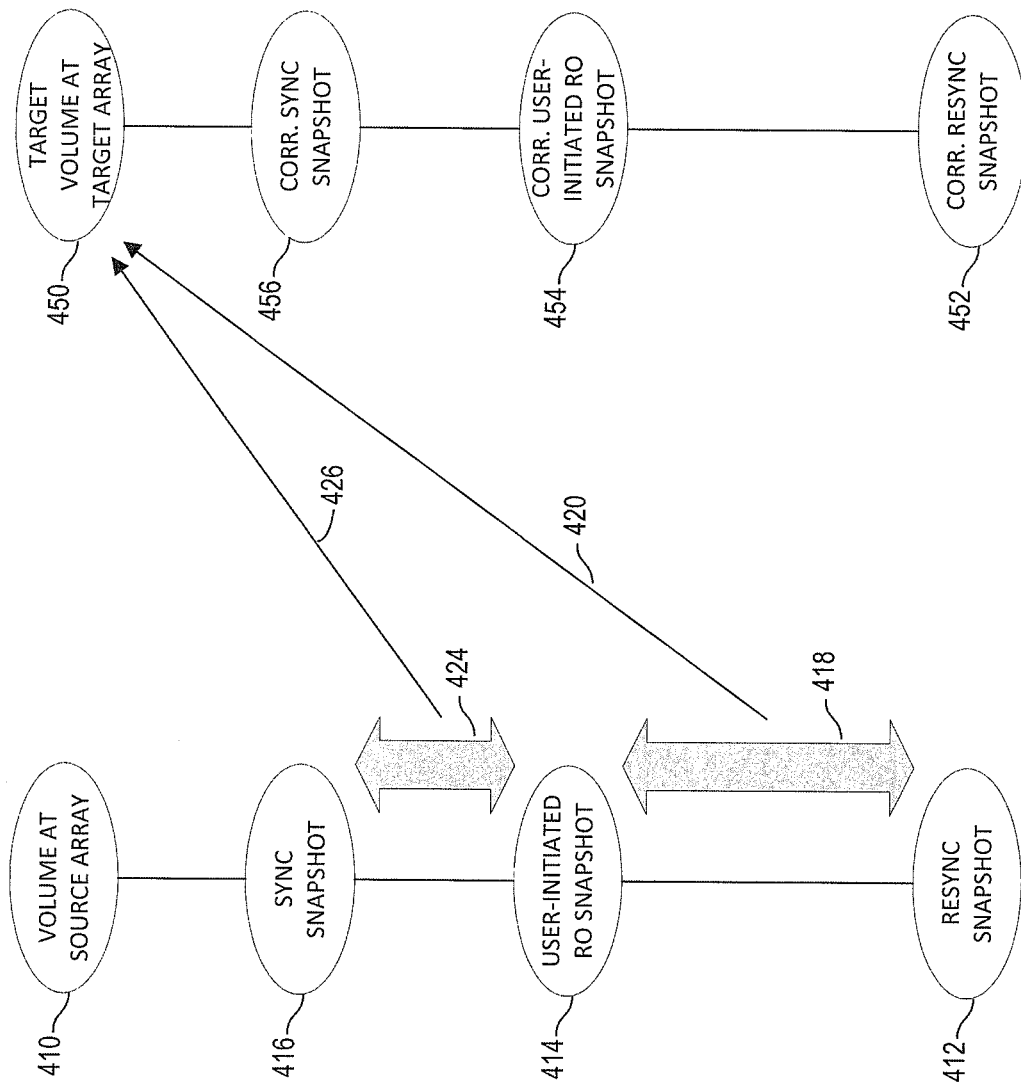 VOLUME AT
SOURCE ARRAY
410
SYNC
SNAPSHOT
416
424
426
USER-INITIATED
RO SNAPSHOT
414
418
420
RESYNC
SNAPSHOT
412
TARGET
VOLUME AT
TARGET ARRAY
450
CORR. SYNC
SNAPSHOT
456
CORR. USER-
INITIATED RO
SNAPSHOT
454
CORR. RESYNC
SNAPSHOT
452